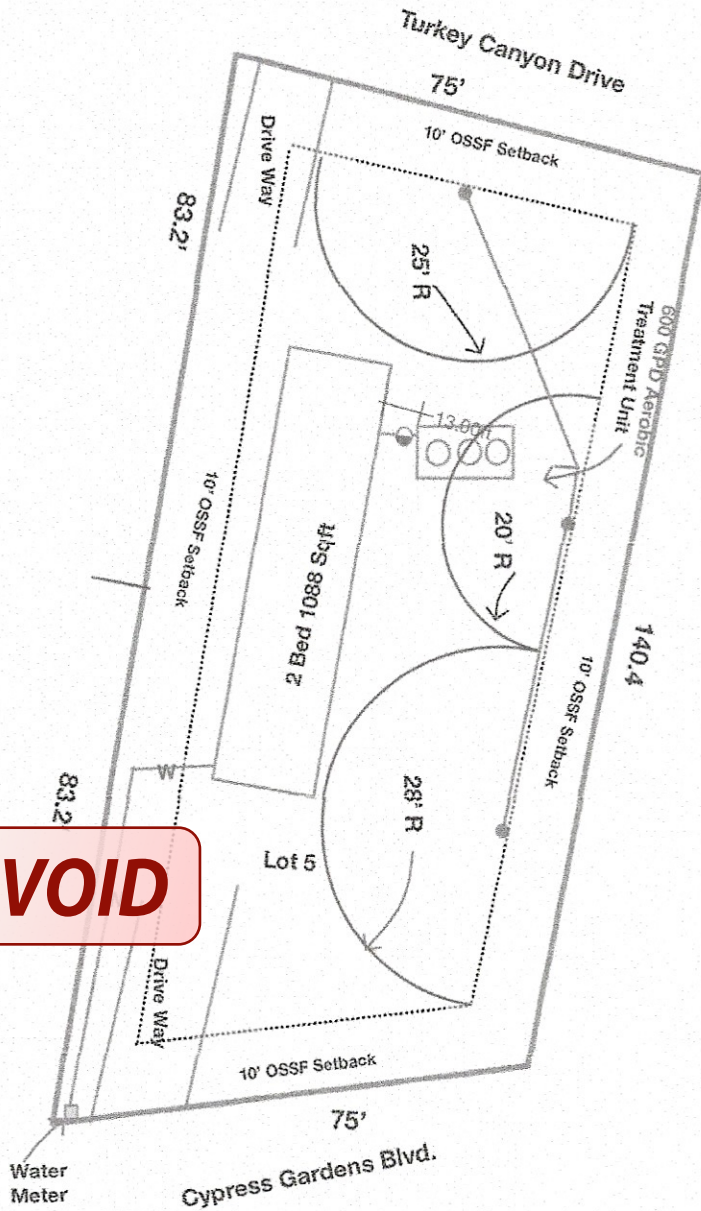 Turkey Canyon Drive
75'
10' OSSF Setback
Drive Way
83.2'
25' R
600 GPD Aerobic
Treatment Unit
13.00ft
20' R
10' OSSF Setback
2 Bed 1088 Sqft
140.4
10' OSSF Setback
W
83.2'
28' R
VOID
Lot 5
Drive Way
10' OSSF Setback
75'
Water
Meter
Cypress Gardens Blvd.